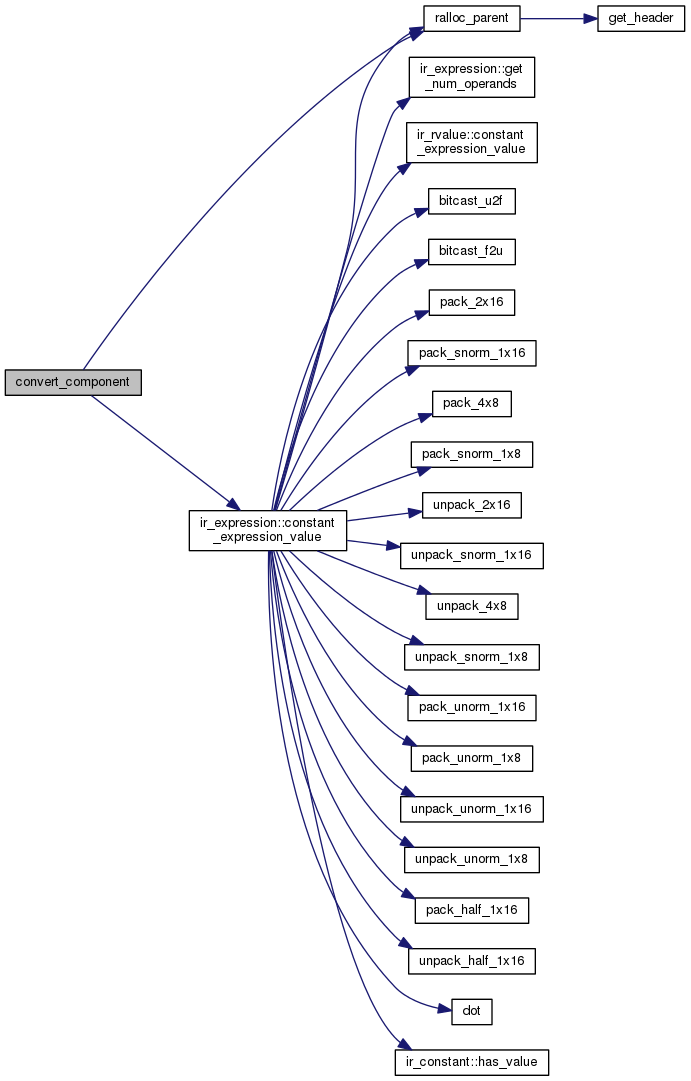 ralloc_parent
get_header
ir_expression::get
_num_operands
ir_rvalue::constant
_expression_value
bitcast_u2f
bitcast_f2u
pack_2x16
pack_snorm_1x16
convert_component
pack_4x8
pack_snorm_1x8
unpack_2x16
ir_expression::constant
_expression_value
unpack_snorm_1x16
unpack_4x8
unpack_snorm_1x8
pack_unorm_1x16
pack_unorm_1x8
unpack_unorm_1x16
unpack_unorm_1x8
pack_half_1x16
unpack_half_1x16
dot
ir_constant::has_value